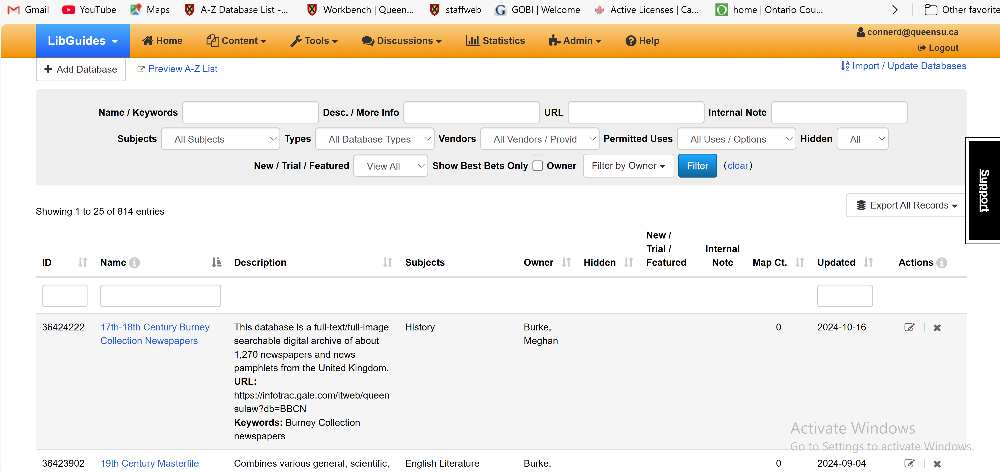 Gmail YouTube Maps A-Z Database List -... Workbench | Queen... staffweb GOBI | Welcome Active Licenses | Ca... home | Ontario Cou... Other favorite
LibGuides Home Content Tools Discussions Statistics Admin Help connerd@queensu.ca
Logout
Add Database Preview A-Z List Import / Update Databases
Name / Keywords Desc. / More Info URL Internal Note
Subjects All Subjects Types All Database Types Vendors All Vendors / Provid Permitted Uses All Uses / Options Hidden All
New / Trial / Featured View All Show Best Bets Only Owner Filter by Owner Filter (clear)
Support
Showing 1 to 25 of 814 entries Export All Records
ID Name Description Subjects Owner Hidden New / Trial / Featured Internal Note Map Ct. Updated Actions
36424222 17th-18th Century Burney This database is a full-text/full-image History Burke, 0 2024-10-16
Collection Newspapers searchable digital archive of about Meghan
1,270 newspapers and news
pamphlets from the United Kingdom.
URL:
https://infotrac.gale.com/itweb/queen
sulaw?db=BBCN
Keywords: Burney Collection
newspapers
Activate Windows
Go to Settings to activate Windows.
36423902 19th Century Masterfile Combines various general, scientific, English Literature Burke, 0 2024-09-04